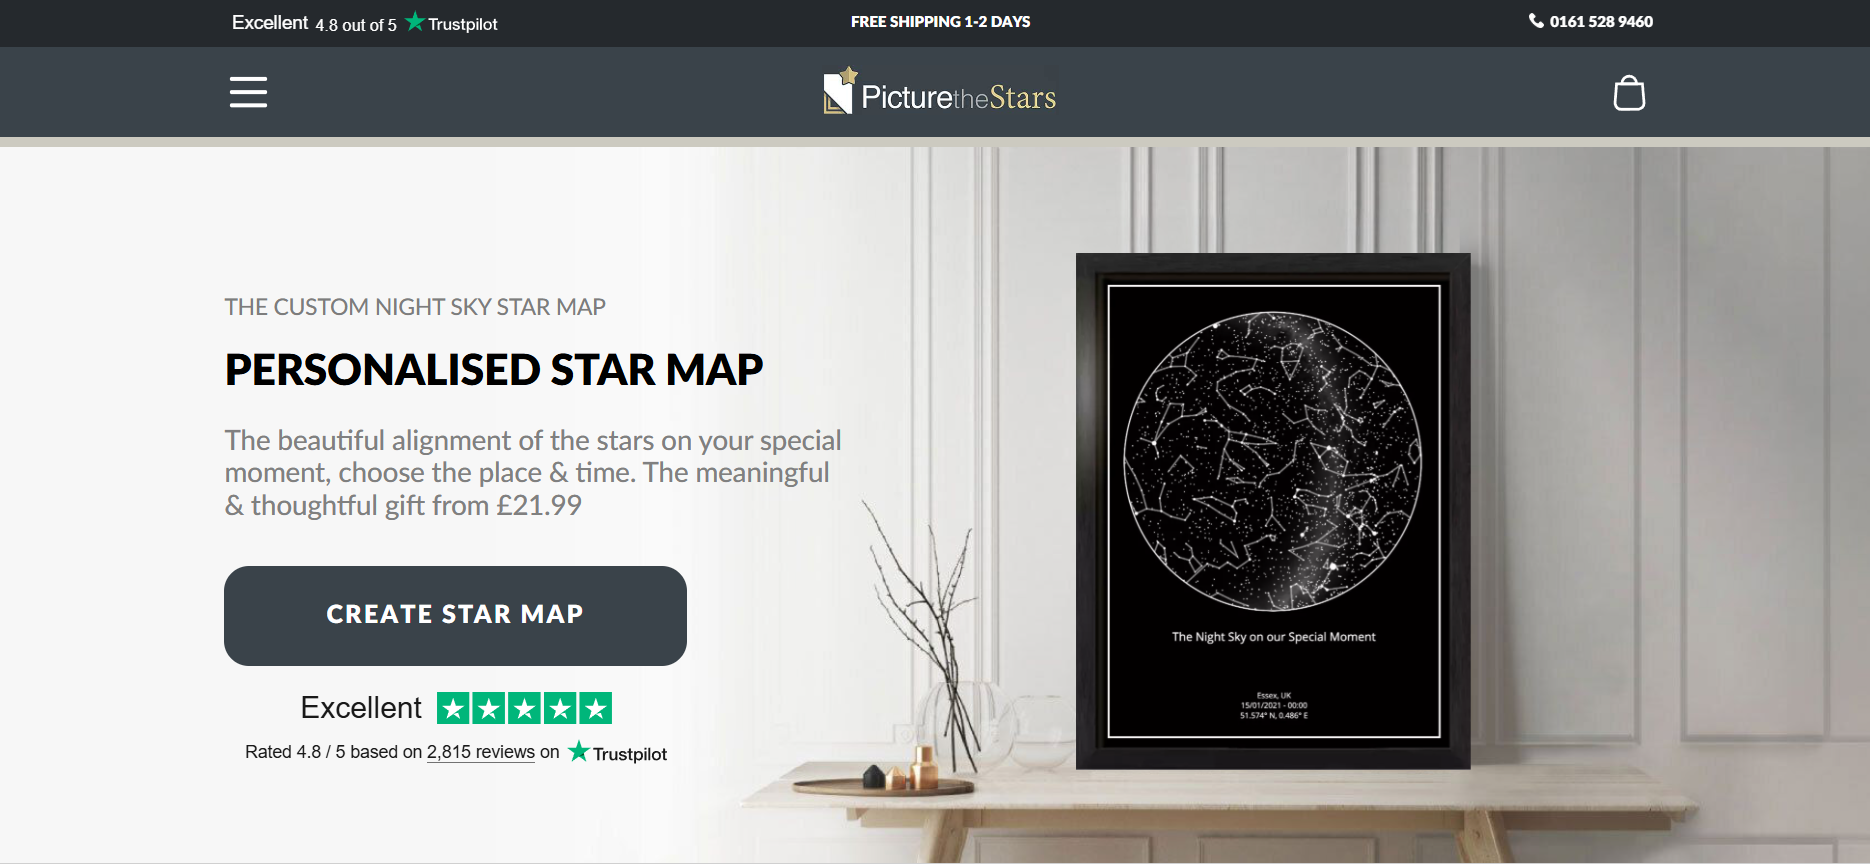 Excellent 4.8 out of 5 Trustpilot
FREE SHIPPING 1-2 DAYS
0161 528 9460
PicturetheStars
THE CUSTOM NIGHT SKY STAR MAP
PERSONALISED STAR MAP
The beautiful alignment of the stars on your special
moment, choose the place & time. The meaningful
& thoughtful gift from £21.99
CREATE STAR MAP
Excellent
Rated 4.8 / 5 based on 2,815 reviews on Trustpilot
The Night Sky on our Special Moment
Essex, UK
15/01/2021 - 00:00
51.574° N, 0.486° E